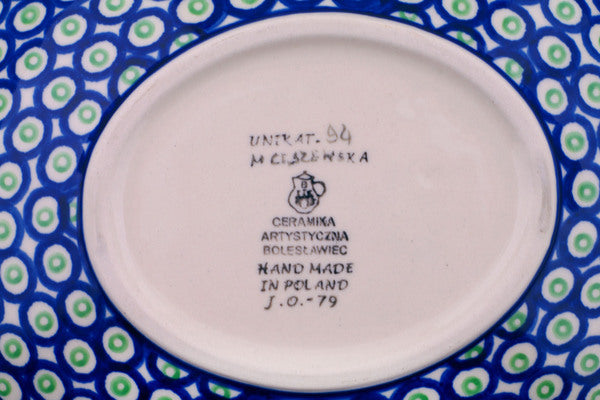 UNIKAT-94
M CISZEWSKA
CERAMIKA
ARTYSTYCZNA
BOLESŁAWIEC
HAND MADE
IN POLAND
J.O.-79